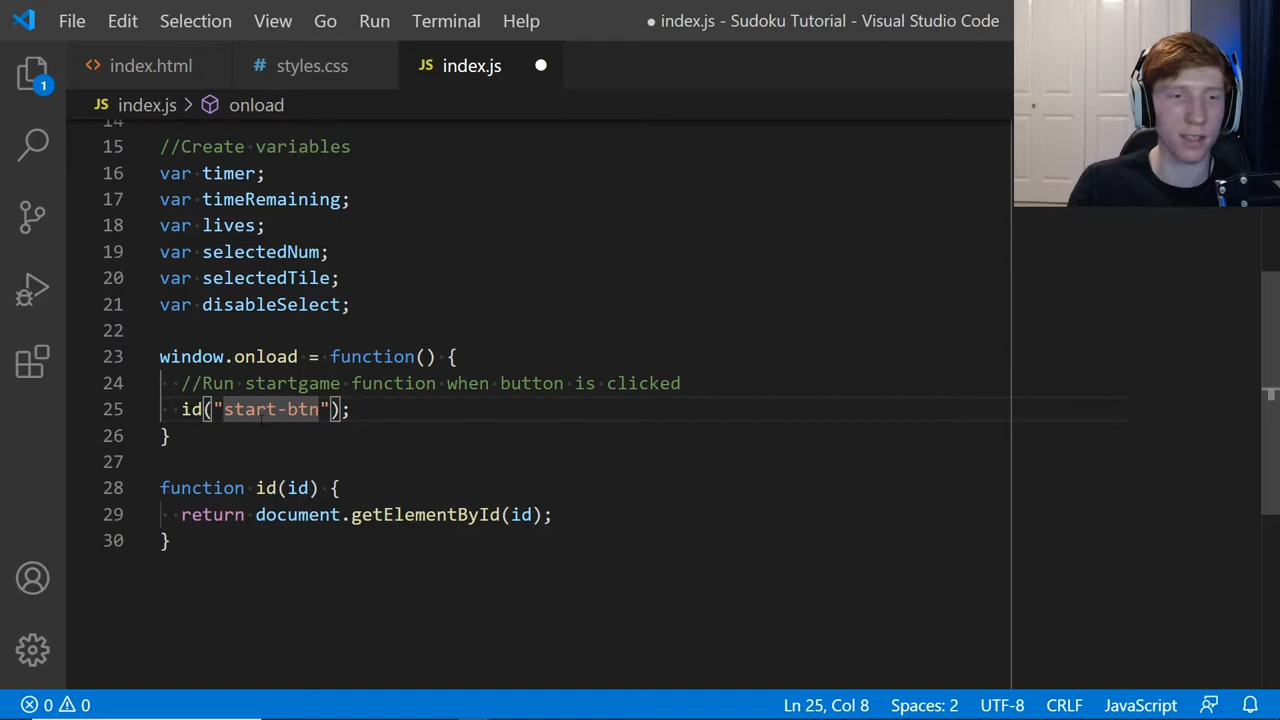 File Edit Selection View Go Run Terminal Help ● index.js - Sudoku Tutorial - Visual Studio Code
<> index.html # styles.css JS index.js ●
JS index.js > onload
1
14
15 //Create variables
16 var timer;
17 var timeRemaining;
18 var lives;
19 var selectedNum;
20 var selectedTile;
21 var disableSelect;
22
23 window.onload = function() {
24 //Run startgame function when button is clicked
25 id("start-btn");
26 }
27
28 function id(id) {
29 return document.getElementById(id);
30 }
0 0 Ln 25, Col 8 Spaces: 2 UTF-8 CRLF JavaScript